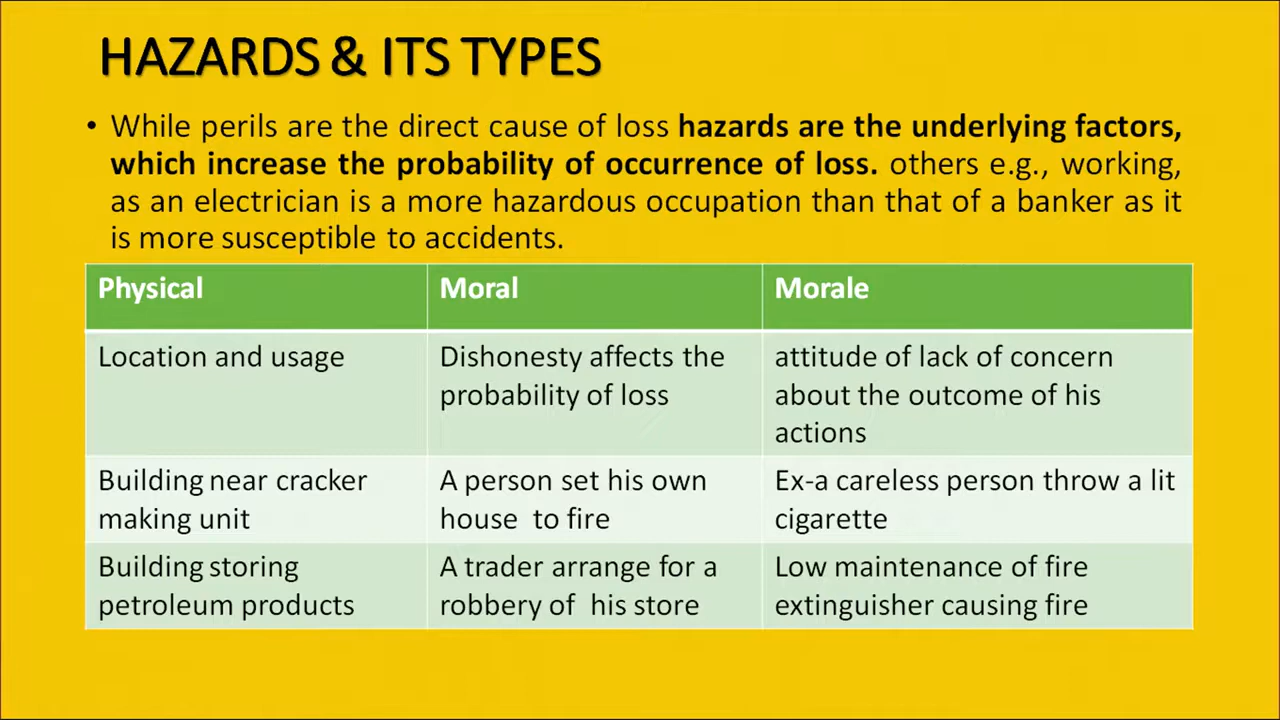 HAZARDS & ITS TYPES
• While perils are the direct cause of loss hazards are the underlying factors,
which increase the probability of occurrence of loss. others e.g., working,
as an electrician is a more hazardous occupation than that of a banker as it
is more susceptible to accidents.
Physical
Moral
Morale
Location and usage
Dishonesty affects the
probability of loss
attitude of lack of concern
about the outcome of his
actions
Building near cracker
making unit
A person set his own
house to fire
Ex-a careless person throw a lit
cigarette
Building storing
petroleum products
A trader arrange for a
robbery of his store
Low maintenance of fire
extinguisher causing fire